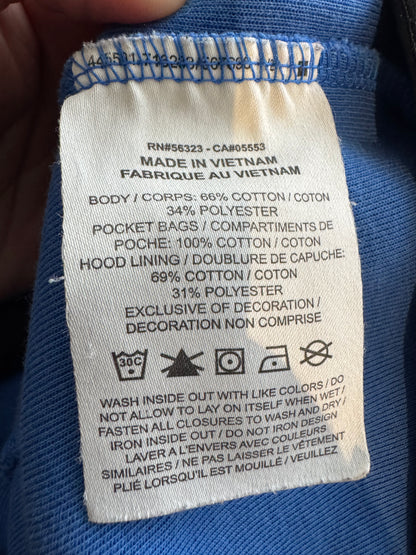 RN#56323 - CA#05553
MADE IN VIETNAM
FABRIQUE AU VIETNAM
BODY / CORPS: 66% COTTON / COTON
34% POLYESTER
POCKET BAGS / COMPARTIMENTS DE
POCHE: 100% COTTON / COTON
HOOD LINING / DOUBLURE DE CAPUCHE:
69% COTTON / COTON
31% POLYESTER
EXCLUSIVE OF DECORATION /
DECORATION NON COMPRISE
30C
WASH INSIDE OUT WITH LIKE COLORS / DO
NOT ALLOW TO LAY ON ITSELF WHEN WET /
FASTEN ALL CLOSURES TO WASH AND DRY /
IRON INSIDE OUT / DO NOT IRON DESIGN
LAVER A L'ENVERS AVEC COULEURS
SIMILAIRES / NE PAS LAISSER LE VÊTEMENT
PLIÉ LORSQU'IL EST MOUILLÉ / VEUILLEZ